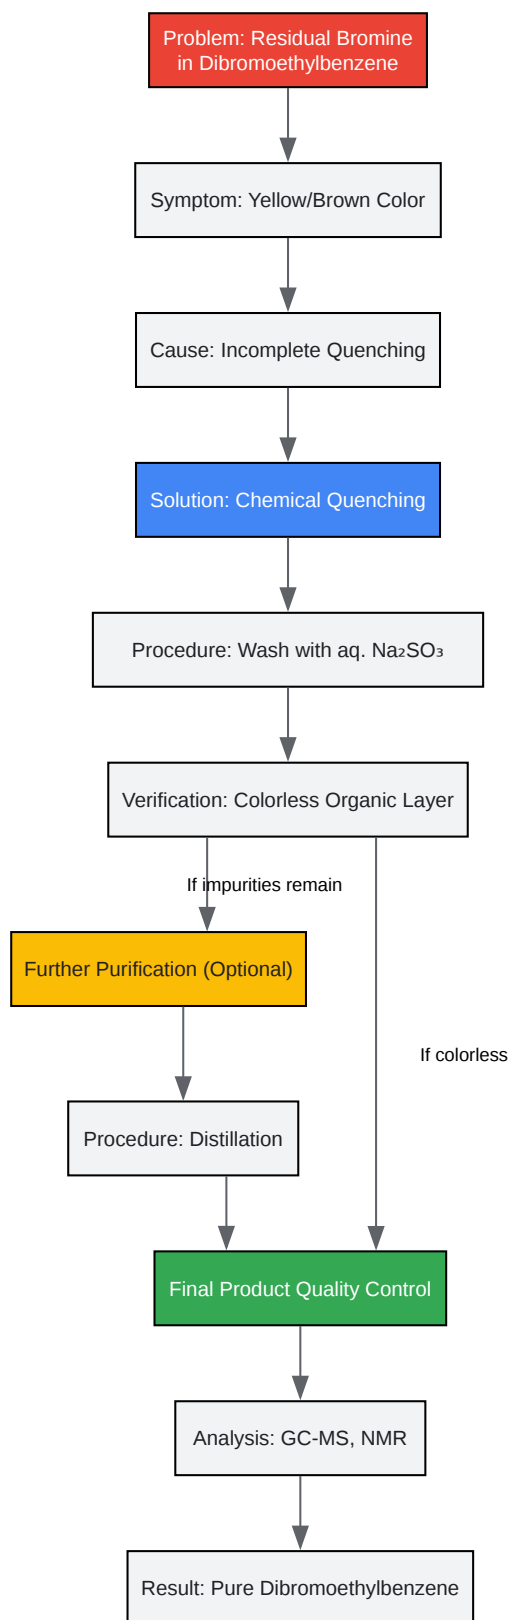 Problem: Residual Bromine
in Dibromoethylbenzene
Symptom: Yellow/Brown Color
Cause: Incomplete Quenching
Solution: Chemical Quenching
Procedure: Wash with aq. Na₂SO₃
Verification: Colorless Organic Layer
If impurities remain
Further Purification (Optional)
If colorless
Procedure: Distillation
Final Product Quality Control
Analysis: GC-MS, NMR
Result: Pure Dibromoethylbenzene